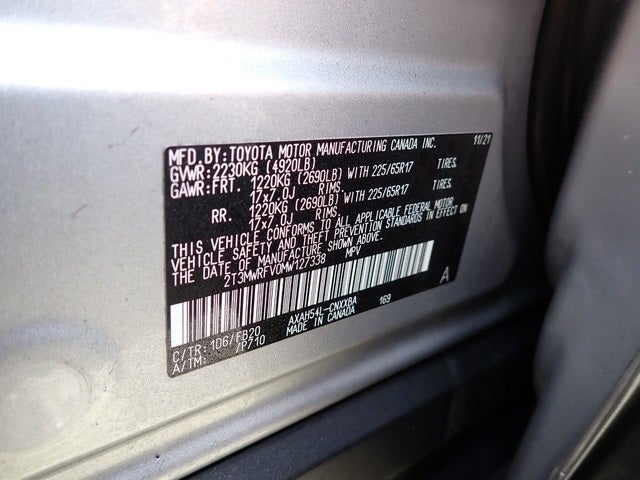 MFD.BY:TOYOTA MOTOR MANUFACTURING CANADA INC. 11/21
GVWR:2230KG (4920LB)
GAWR:FRT. 1220KG (2690LB) WITH 225/65R17 TIRES.
17x7.0J RIMS.
RR. 1220KG (2690LB) WITH 225/65R17 TIRES.
17x7.0J RIMS.
THIS VEHICLE CONFORMS TO ALL APPLICABLE FEDERAL MOTOR
VEHICLE SAFETY AND THEFT PREVENTION STANDARDS IN EFFECT ON
THE DATE OF MANUFACTURE SHOWN ABOVE.
2T3MWRFV0MW127338 MPV
A
C/TR:106/FB20 AXAH54L-CNXXBA 169
A/TM: /P710 MADE IN CANADA